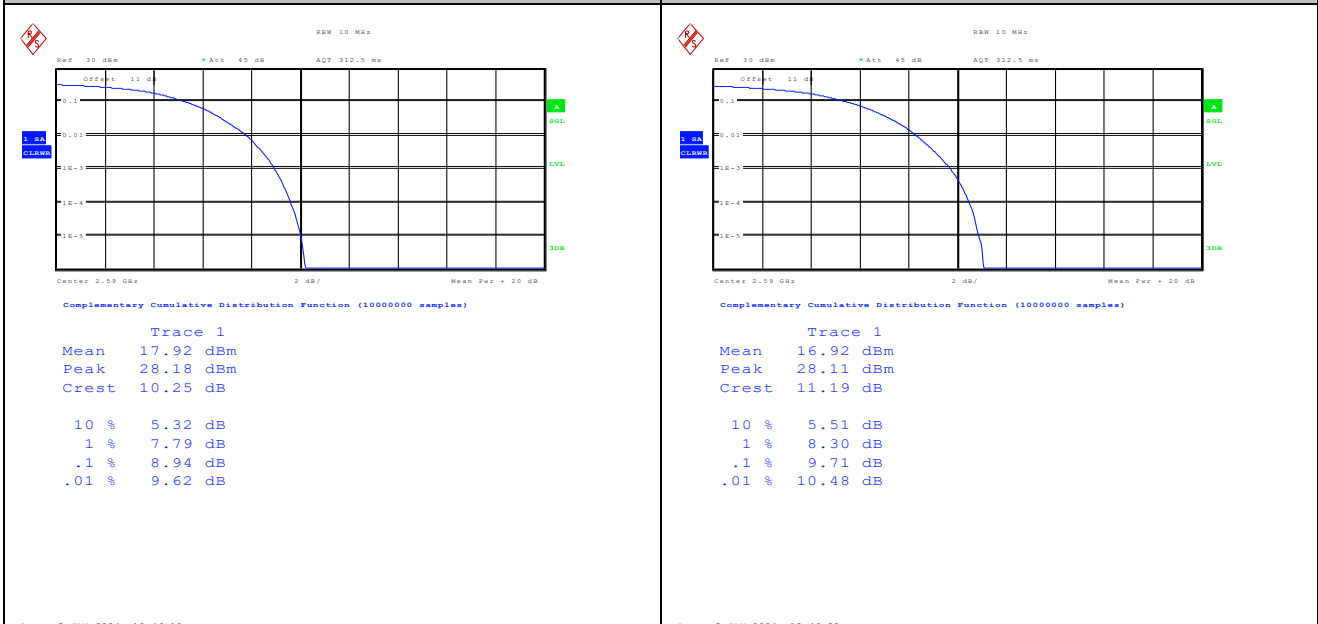 R S
RBW 10 MHz
Ref 30 dBm
* Att 45 dB
AQT 312.5 ms
Offset 11 dB
0.1
0.01
1E-3
1E-4
1E-5
1 SA
CLRWR
A
SGL
LVL
3DB
Center 2.59 GHz
2 dB/
Mean Pwr + 20 dB
Complementary Cumulative Distribution Function (10000000 samples)
Trace 1
Mean 17.92 dBm
Peak 28.18 dBm
Crest 10.25 dB
10 % 5.32 dB
1 % 7.79 dB
.1 % 8.94 dB
.01 % 9.62 dB
R S
RBW 10 MHz
Ref 30 dBm
* Att 45 dB
AQT 312.5 ms
Offset 11 dB
0.1
0.01
1E-3
1E-4
1E-5
1 SA
CLRWR
A
SGL
LVL
3DB
Center 2.59 GHz
2 dB/
Mean Pwr + 20 dB
Complementary Cumulative Distribution Function (10000000 samples)
Trace 1
Mean 16.92 dBm
Peak 28.11 dBm
Crest 11.19 dB
10 % 5.51 dB
1 % 8.30 dB
.1 % 9.71 dB
.01 % 10.48 dB